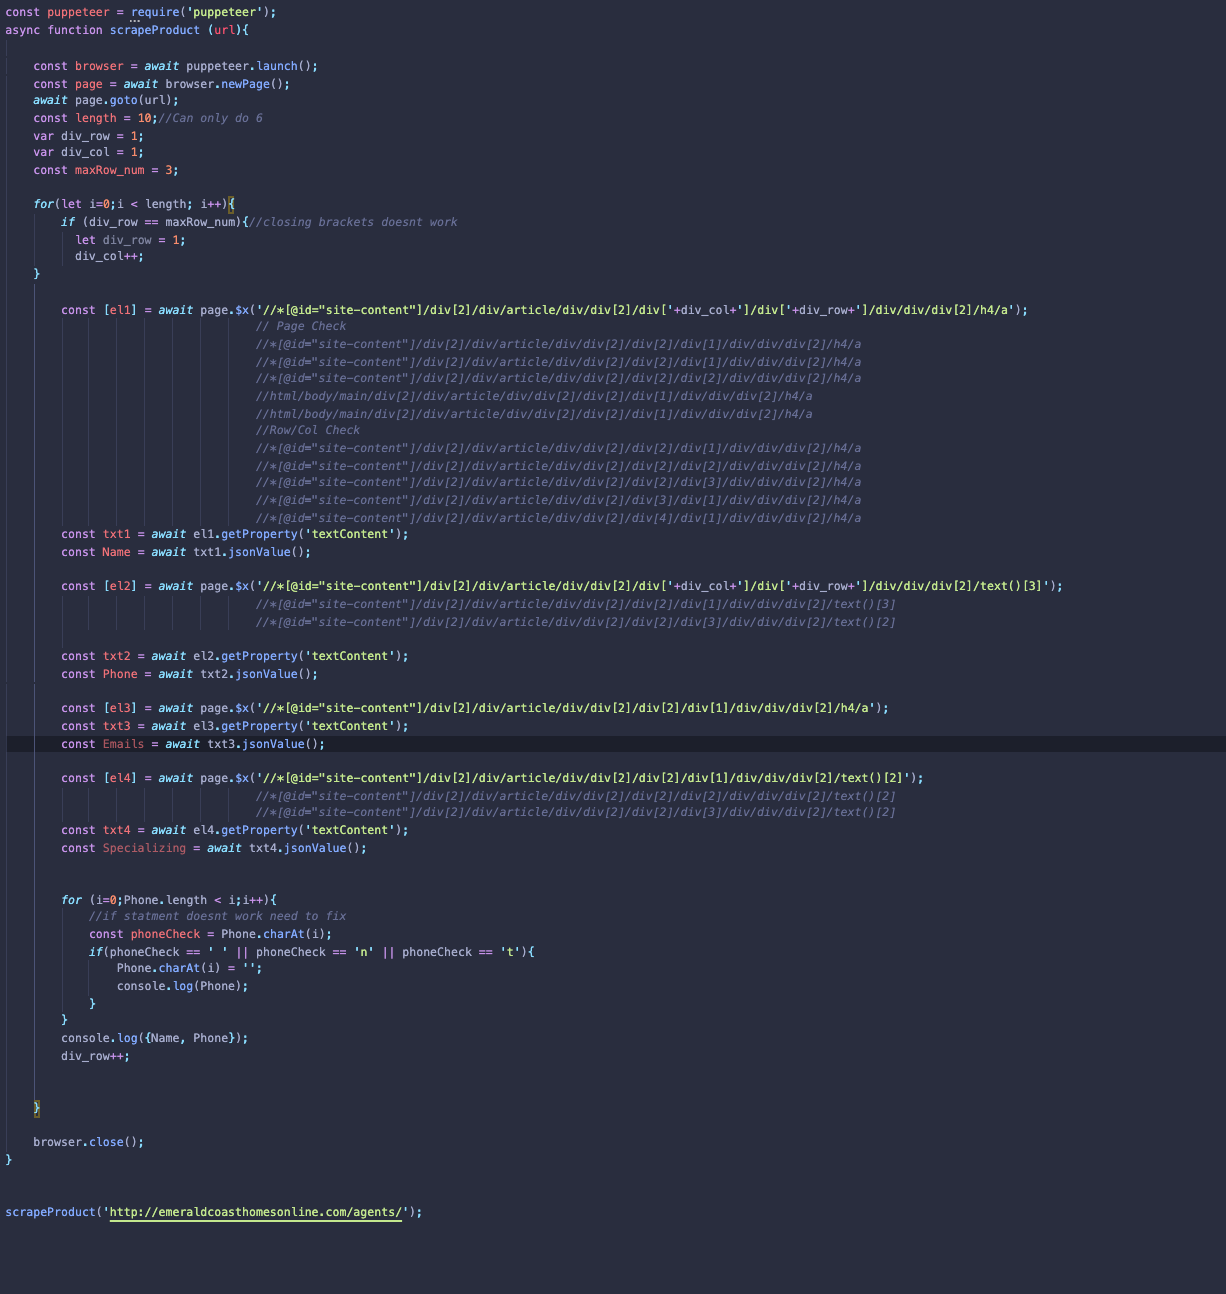 const puppeteer = require('puppeteer');
async function scrapeProduct (url){
const browser = await puppeteer.launch();
const page = await browser.newPage();
await page.goto(url);
const length = 10;//Can only do 6
var div_row = 1;
var div_col = 1;
const maxRow_num = 3;
for(let i=0;i < length; i++){
if (div_row == maxRow_num){//closing brackets doesnt work
let div_row = 1;
div_col++;
}
const [el1] = await page.$x('//*[@id="site-content"]/div[2]/div/article/div/div[2]/div['+div_col+']/div['+div_row+']/div/div/div[2]/h4/a');
// Page Check
//*[@id="site-content"]/div[2]/div/article/div/div[2]/div[2]/div[1]/div/div/div[2]/h4/a
//*[@id="site-content"]/div[2]/div/article/div/div[2]/div[2]/div[1]/div/div/div[2]/h4/a
//*[@id="site-content"]/div[2]/div/article/div/div[2]/div[2]/div[2]/div/div/div[2]/h4/a
//html/body/main/div[2]/div/article/div/div[2]/div[2]/div[1]/div/div/div[2]/h4/a
//html/body/main/div[2]/div/article/div/div[2]/div[2]/div[1]/div/div/div[2]/h4/a
//Row/Col Check
//*[@id="site-content"]/div[2]/div/article/div/div[2]/div[2]/div[1]/div/div/div[2]/h4/a
//*[@id="site-content"]/div[2]/div/article/div/div[2]/div[2]/div[2]/div/div/div[2]/h4/a
//*[@id="site-content"]/div[2]/div/article/div/div[2]/div[2]/div[3]/div/div/div[2]/h4/a
//*[@id="site-content"]/div[2]/div/article/div/div[2]/div[3]/div[1]/div/div/div[2]/h4/a
//*[@id="site-content"]/div[2]/div/article/div/div[2]/div[4]/div[1]/div/div/div[2]/h4/a
const txt1 = await el1.getProperty('textContent');
const Name = await txt1.jsonValue();
const [el2] = await page.$x('//*[@id="site-content"]/div[2]/div/article/div/div[2]/div['+div_col+']/div['+div_row+']/div/div/div[2]/text()[3]');
//*[@id="site-content"]/div[2]/div/article/div/div[2]/div[2]/div[1]/div/div/div[2]/text()[3]
//*[@id="site-content"]/div[2]/div/article/div/div[2]/div[2]/div[3]/div/div/div[2]/text()[2]
const txt2 = await el2.getProperty('textContent');
const Phone = await txt2.jsonValue();
const [el3] = await page.$x('//*[@id="site-content"]/div[2]/div/article/div/div[2]/div[2]/div[1]/div/div/div[2]/h4/a');
const txt3 = await el3.getProperty('textContent');
const Emails = await txt3.jsonValue();
const [el4] = await page.$x('//*[@id="site-content"]/div[2]/div/article/div/div[2]/div[2]/div[1]/div/div/div[2]/text()[2]');
//*[@id="site-content"]/div[2]/div/article/div/div[2]/div[2]/div[2]/div/div/div[2]/text()[2]
//*[@id="site-content"]/div[2]/div/article/div/div[2]/div[2]/div[3]/div/div/div[2]/text()[2]
const txt4 = await el4.getProperty('textContent');
const Specializing = await txt4.jsonValue();
for (i=0;Phone.length < i;i++){
//if statment doesnt work need to fix
const phoneCheck = Phone.charAt(i);
if(phoneCheck == ' ' || phoneCheck == 'n' || phoneCheck == 't'){
Phone.charAt(i) = '';
console.log(Phone);
}
}
console.log({Name, Phone});
div_row++;
}
browser.close();
}
scrapeProduct('http://emeraldcoasthomesonline.com/agents/');